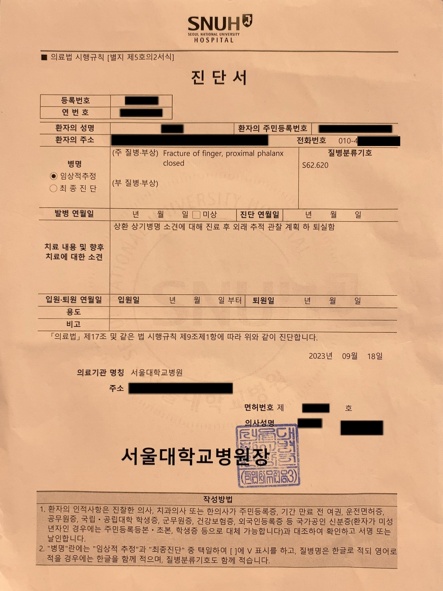 SNUH
SEOUL NATIONAL UNIVERSITY
HOSPITAL
■ 의료법 시행규칙 [별지 제5호의2서식]
진 단 서
등록번호
연 번 호
환자의 성명 환자의 주민등록번호
환자의 주소 전화번호 010-4
병명 (주 질병·부상) Fracture of finger, proximal phalanx 질병분류기호
closed S62.620
임상적추정
최 종 진 단 (부 질병·부상)
발병 연월일 년 월 일 미상 진단 연월일 년 월 일
치료 내용 및 향후 치료에 대한 소견 상환 상기병명 소견에 대해 진료 후 외래 추적 관찰 계획 하 퇴실함
입원·퇴원 연월일 입원일 년 월 일 부터 퇴원일 년 월 일
용도
비고
「의료법」 제17조 및 같은 법 시행규칙 제9조제1항에 따라 위와 같이 진단합니다.
2023 년 09 월 18일
의료기관 명칭 서울대학교병원
주소
면허번호 제 호
의사성명
서울대학교병원장
작성방법
1. 환자의 인적사항은 진찰한 의사, 치과의사 또는 한의사가 주민등록증, 기간 만료 전 여권, 운전면허증,
공무원증, 국립·공립대학 학생증, 군무원증, 건강보험증, 외국인등록증 등 국가공인 신분증(환자가 미성
년자인 경우에는 주민등록등본·초본, 학생증 등으로 대체 가능합니다)과 대조하여 확인하고 서명 또는
날인합니다.
2. "병명"란에는 "임상적 추정"과 "최종진단" 중 택일하여 [ ]에 V 표시를 하고, 질병명은 한글로 적되 영어로
적을 경우에는 한글을 함께 적으며, 질병분류기호도 함께 적습니다.